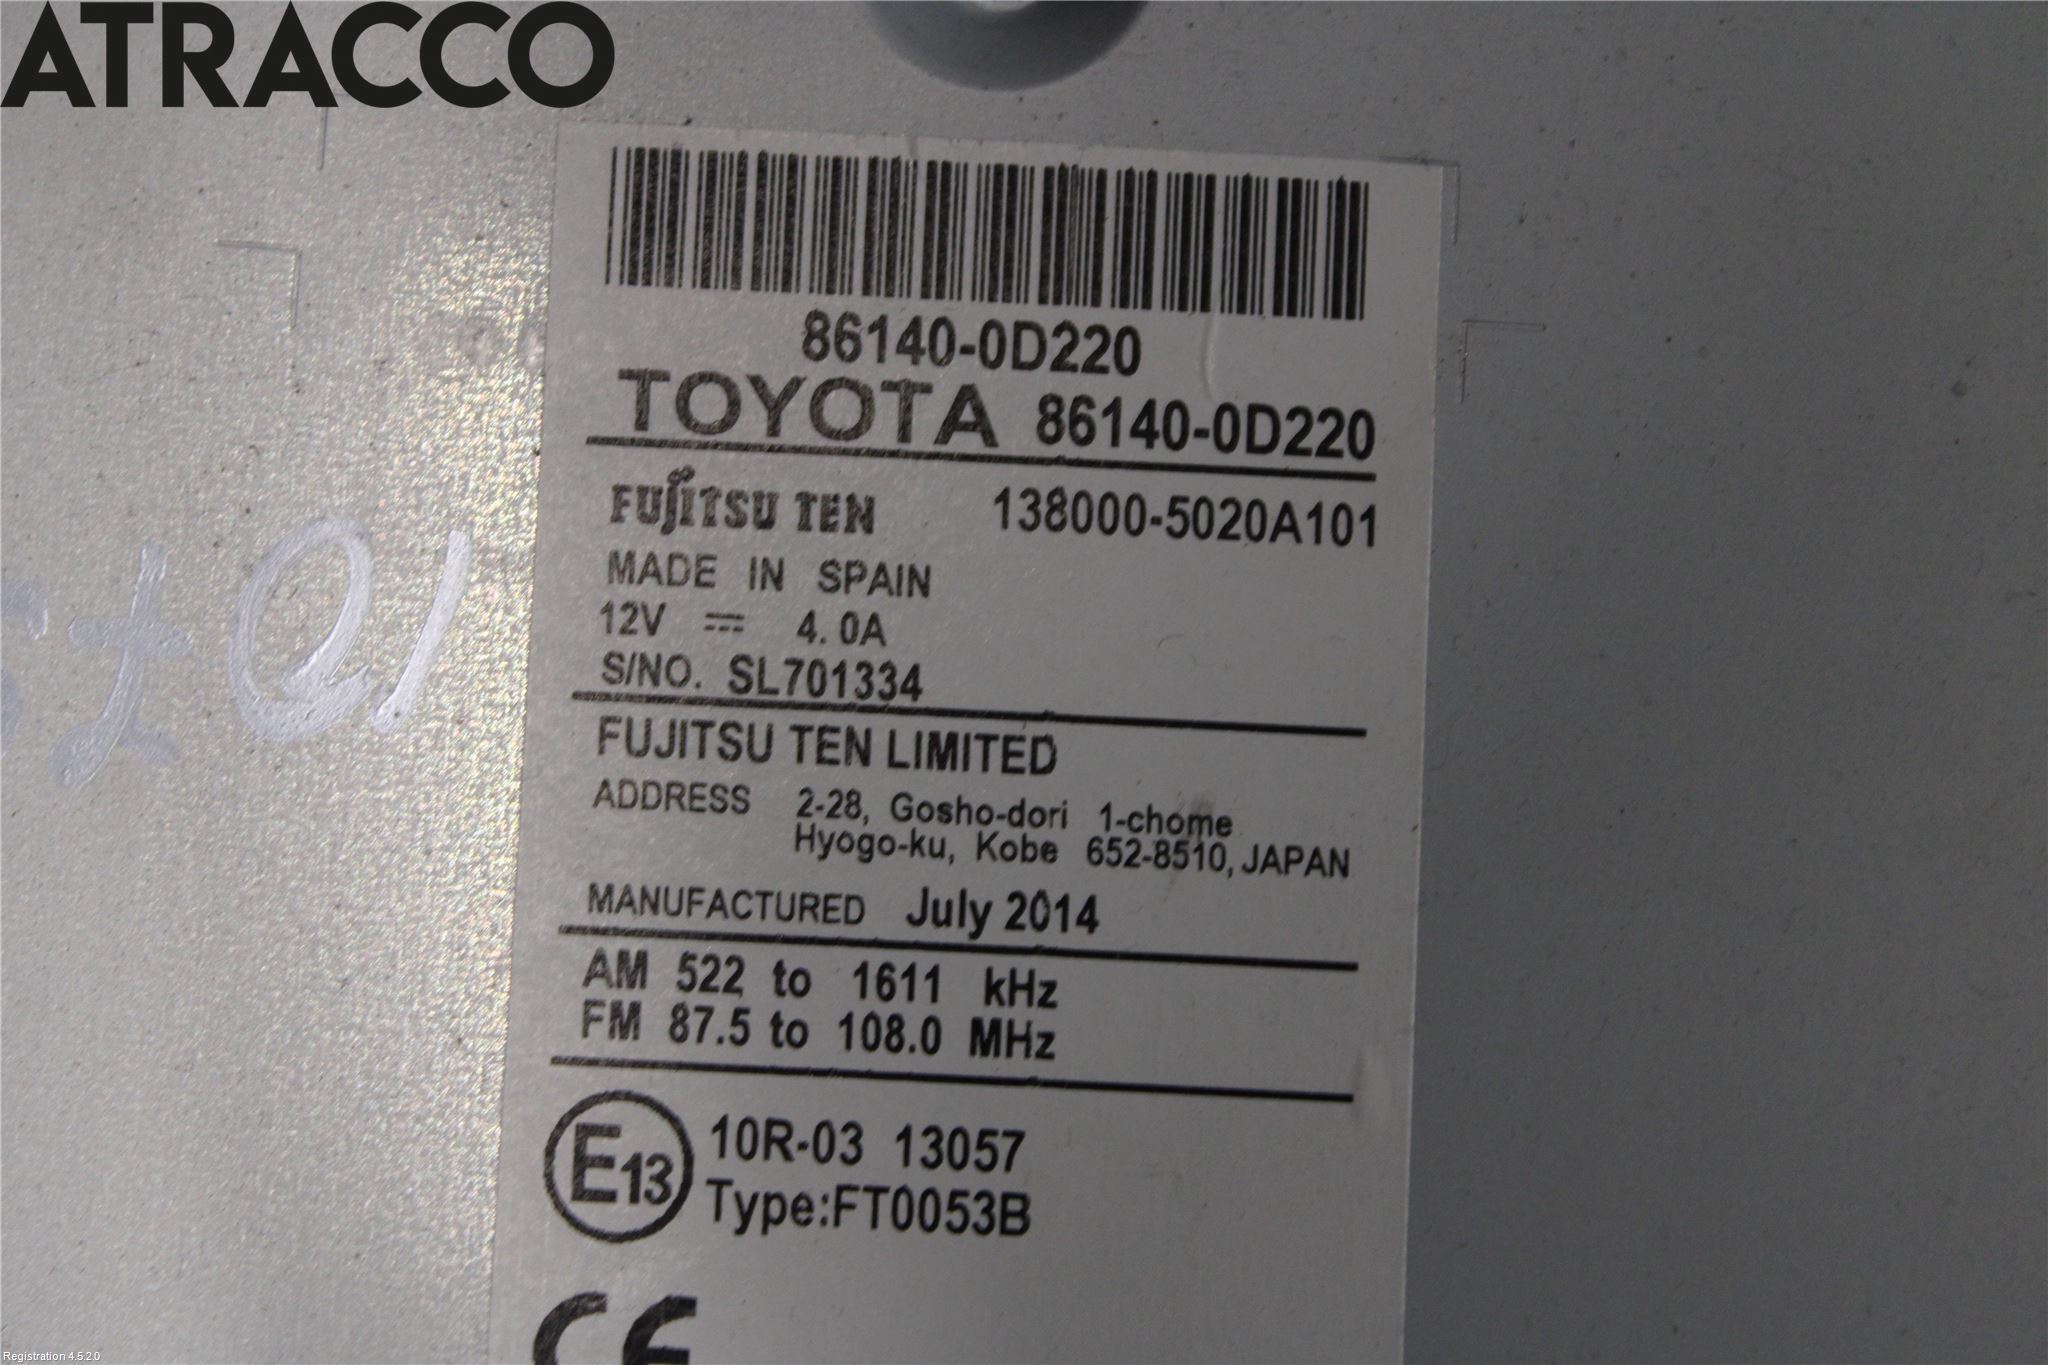 ATRACCO
86140-0D220
TOYOTA 86140-0D220
FUJITSU TEN 138000-5020A101
MADE IN SPAIN
12V ⎓ 4.0A
S/NO. SL701334
FUJITSU TEN LIMITED
ADDRESS 2-28, Gosho-dori 1-chome
Hyogo-ku, Kobe 652-8510, JAPAN
MANUFACTURED July 2014
AM 522 to 1611 kHz
FM 87.5 to 108.0 MHz
E13 10R-03 13057
Type:FT0053B
CE
Registration 4.5.2.0